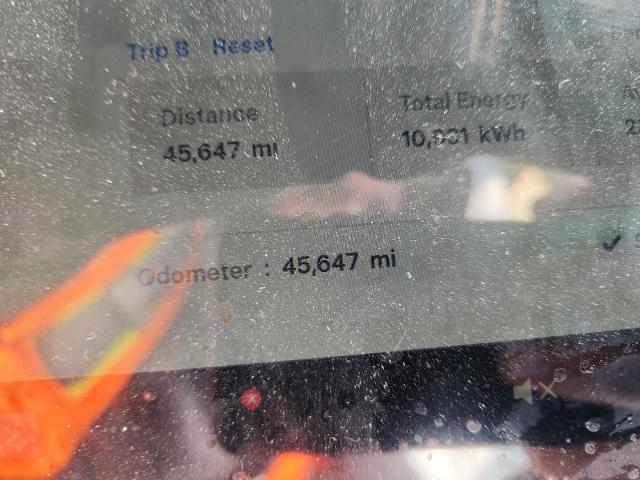 Trip B Reset
Distance
Total Energy
45,647 mi
kWh
Odometer : 45,647 mi